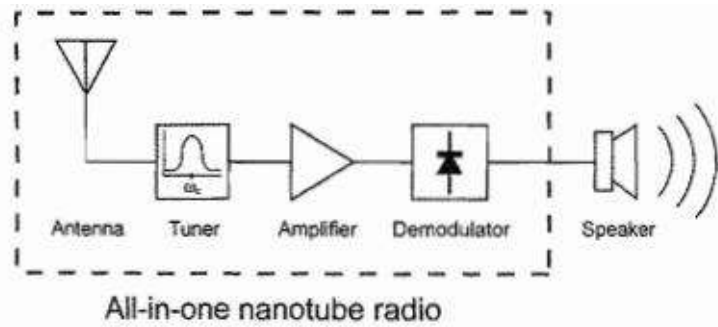 ω꜀
Antenna Tuner Amplifier Demodulator Speaker
All-in-one nanotube radio